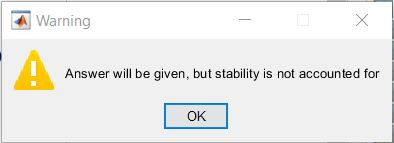 Warning
Answer will be given, but stability is not accounted for
OK